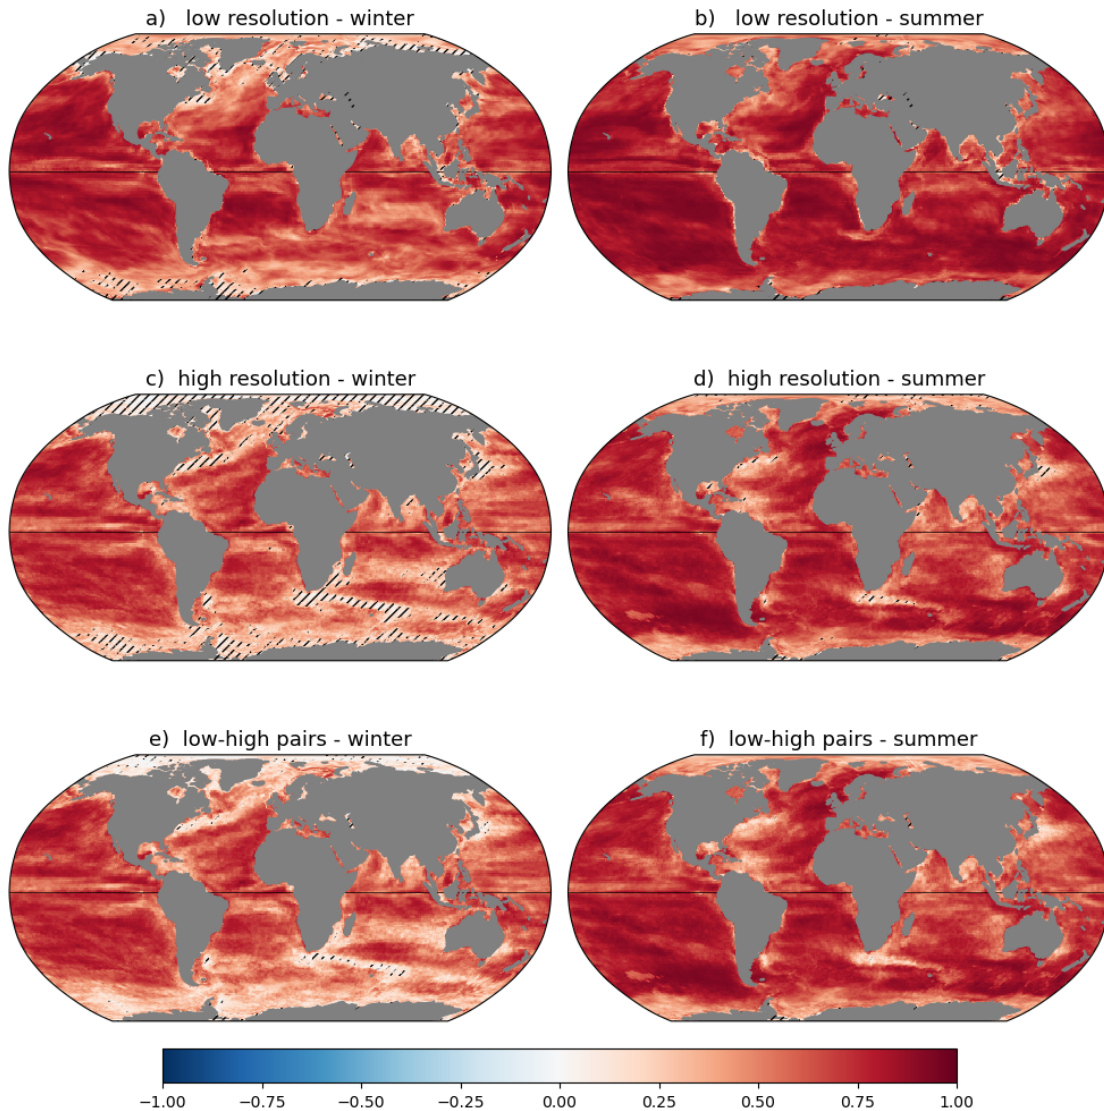 a) low resolution - winter
b) low resolution - summer
c) high resolution - winter
d) high resolution - summer
e) low-high pairs - winter
f) low-high pairs - summer
−1.00 −0.75 −0.50 −0.25 0.00 0.25 0.50 0.75 1.00